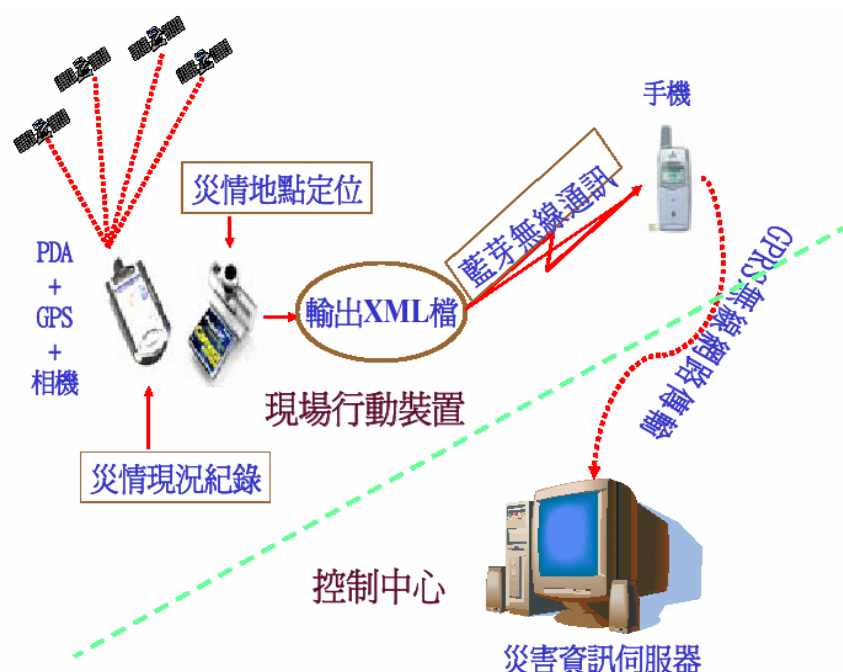 手機
災情地點定位
藍芽無線通訊
PDA
+
GPS
+
相機
輸出XML檔
GPRS無線網路傳輸
現場行動裝置
災情現況紀錄
控制中心
災害資訊伺服器